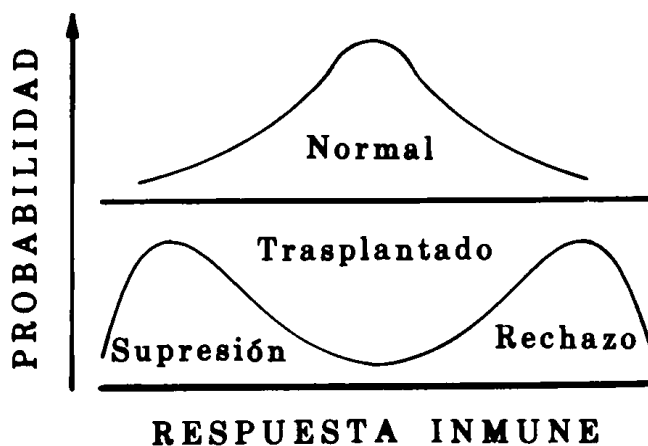 PROBABILIDAD
Normal
Trasplantado
Supresión
Rechazo
RESPUESTA INMUNE